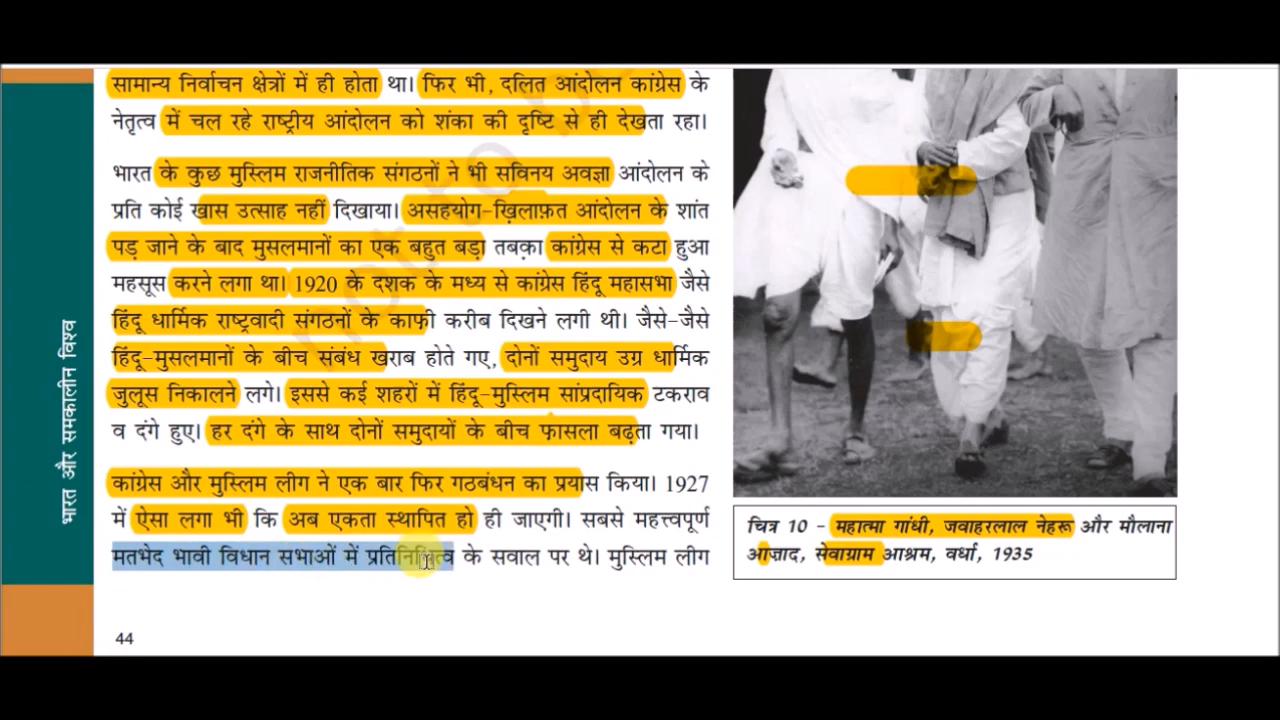 सामान्य निर्वाचन क्षेत्रों में ही होता था। फिर भी, दलित आंदोलन कांग्रेस के
नेतृत्व में चल रहे राष्ट्रीय आंदोलन को शंका की दृष्टि से ही देखता रहा।
भारत के कुछ मुस्लिम राजनीतिक संगठनों ने भी सविनय अवज्ञा आंदोलन के
प्रति कोई खास उत्साह नहीं दिखाया। असहयोग-ख़िलाफ़त आंदोलन के शांत
पड़ जाने के बाद मुसलमानों का एक बहुत बड़ा तबक़ा कांग्रेस से कटा हुआ
महसूस करने लगा था। 1920 के दशक के मध्य से कांग्रेस हिंदू महासभा जैसे
हिंदू धार्मिक राष्ट्रवादी संगठनों के काफी करीब दिखने लगी थी। जैसे-जैसे
हिंदू-मुसलमानों के बीच संबंध खराब होते गए, दोनों समुदाय उग्र धार्मिक
जुलूस निकालने लगे। इससे कई शहरों में हिंदू-मुस्लिम सांप्रदायिक टकराव
व दंगे हुए। हर दंगे के साथ दोनों समुदायों के बीच फासला बढ़ता गया।
कांग्रेस और मुस्लिम लीग ने एक बार फिर गठबंधन का प्रयास किया। 1927
में ऐसा लगा भी कि अब एकता स्थापित हो ही जाएगी। सबसे महत्त्वपूर्ण
मतभेद भावी विधान सभाओं में प्रतिनिधित्व के सवाल पर थे। मुस्लिम लीग
44
भारत और समकालीन विश्व
चित्र 10 – महात्मा गांधी, जवाहरलाल नेहरू और मौलाना
आज़ाद, सेवाग्राम आश्रम, वर्धा, 1935
not to be